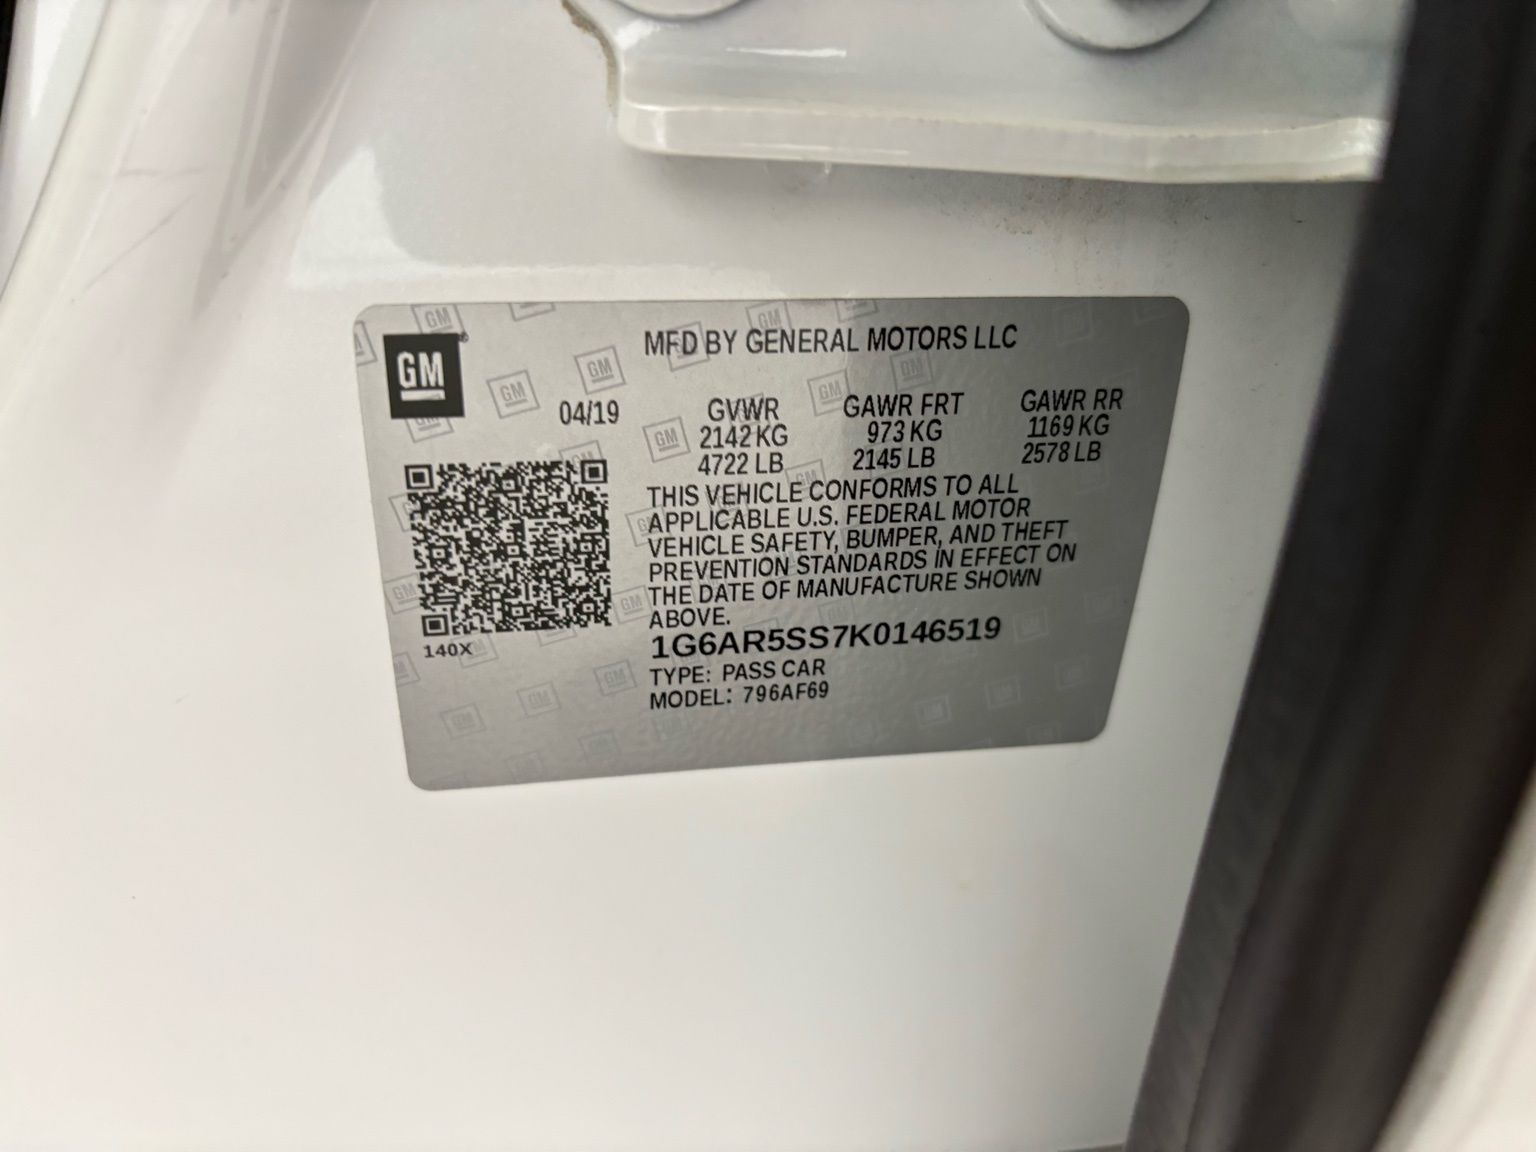 GM
MFD BY GENERAL MOTORS LLC
04/19
GVWR GAWR FRT GAWR RR
2142 KG 973 KG 1169 KG
4722 LB 2145 LB 2578 LB
THIS VEHICLE CONFORMS TO ALL
APPLICABLE U.S. FEDERAL MOTOR
VEHICLE SAFETY, BUMPER, AND THEFT
PREVENTION STANDARDS IN EFFECT ON
THE DATE OF MANUFACTURE SHOWN
ABOVE.
140X
1G6AR5SS7K0146519
TYPE: PASS CAR
MODEL: 796AF69